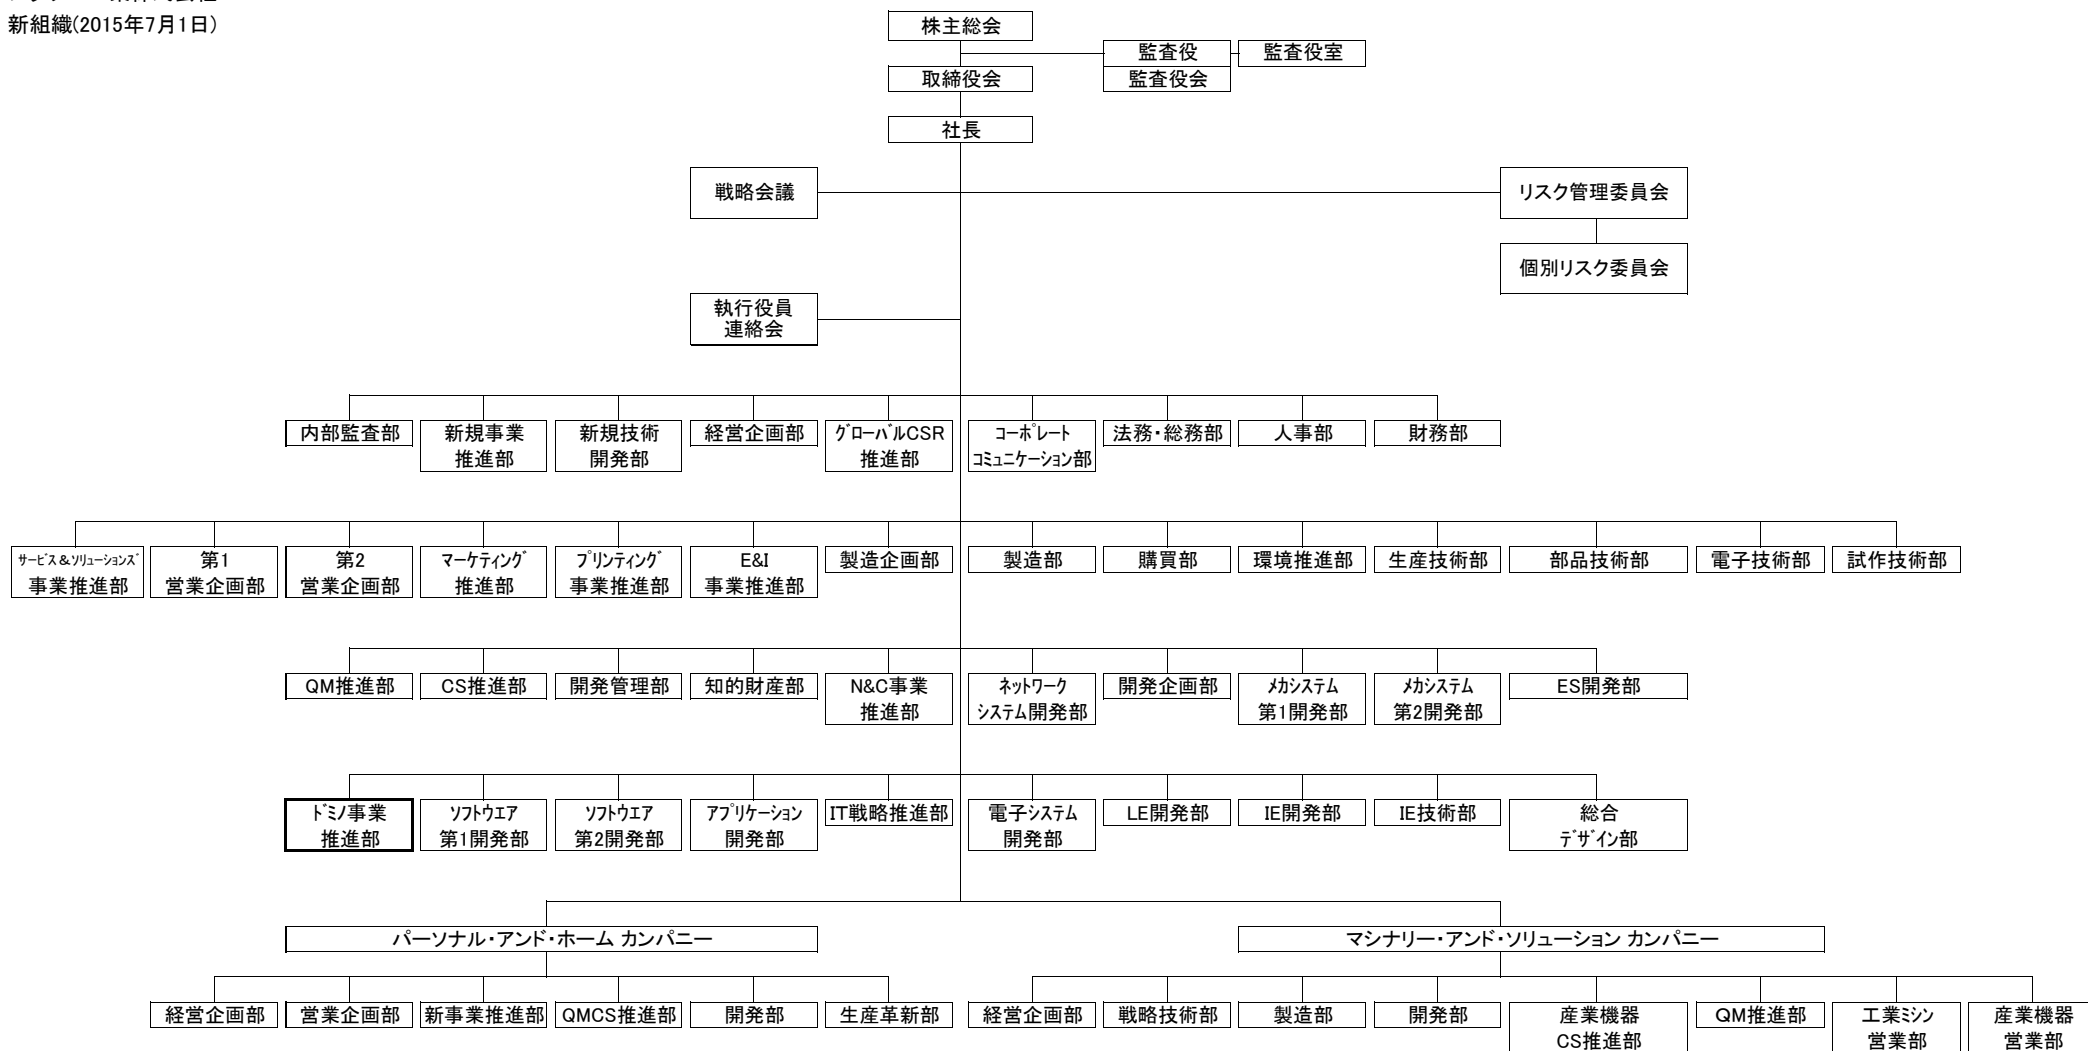 新組織(2015年7月1日)
株主総会
監査役
監査役室
取締役会
監査役会
社長
戦略会議
リスク管理委員会
個別リスク委員会
執行役員
連絡会
内部監査部
新規事業
推進部
新規技術
開発部
経営企画部
グローバルCSR
推進部
コーポレート
コミュニケーション部
法務・総務部
人事部
財務部
サービス&ソリューションズ
事業推進部
第1
営業企画部
第2
営業企画部
マーケティング
推進部
プリンティング
事業推進部
E&I
事業推進部
製造企画部
製造部
購買部
環境推進部
生産技術部
部品技術部
電子技術部
試作技術部
QM推進部
CS推進部
開発管理部
知的財産部
N&C事業
推進部
ネットワーク
システム開発部
開発企画部
メカシステム
第1開発部
メカシステム
第2開発部
ES開発部
ドミノ事業
推進部
ソフトウエア
第1開発部
ソフトウエア
第2開発部
アプリケーション
開発部
IT戦略推進部
電子システム
開発部
LE開発部
IE開発部
IE技術部
総合
デザイン部
パーソナル・アンド・ホーム カンパニー
マシナリー・アンド・ソリューション カンパニー
経営企画部
営業企画部
新事業推進部
QMCS推進部
開発部
生産革新部
経営企画部
戦略技術部
製造部
開発部
産業機器
CS推進部
QM推進部
工業ミシン
営業部
産業機器
営業部